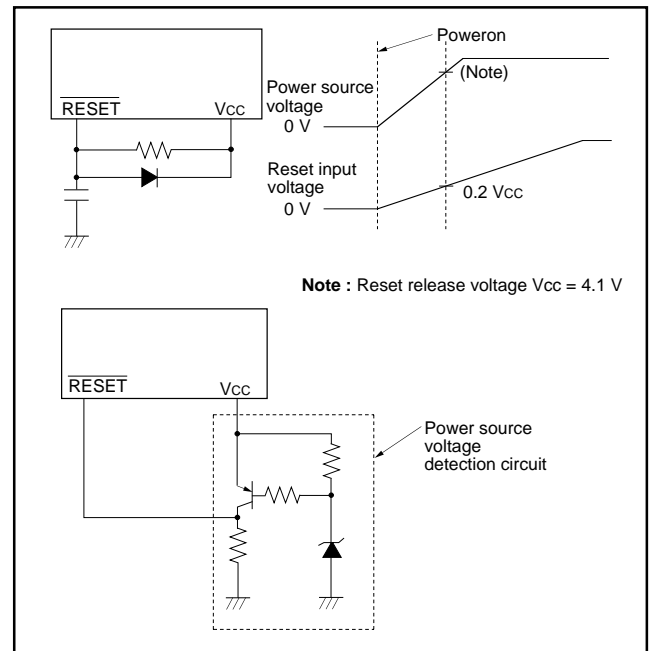 Poweron
(Note)
Power source
voltage
0 V
RESET
VCC
Reset input
voltage
0 V
0.2 VCC
Note : Reset release voltage Vcc = 4.1 V
RESET
VCC
Power source
voltage
detection circuit